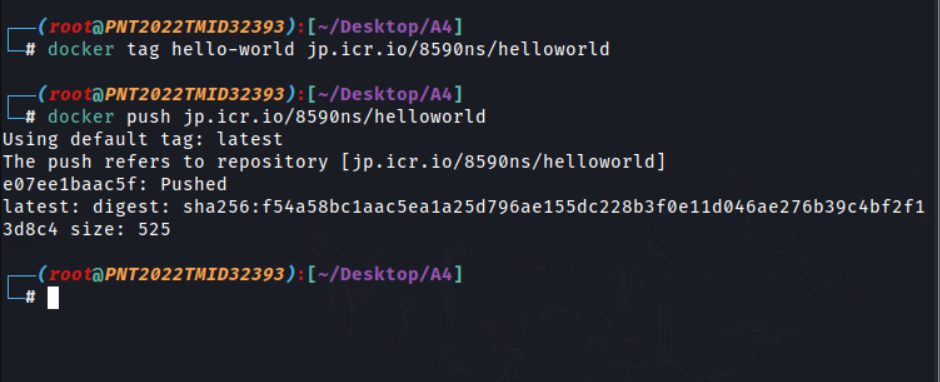 ┌──(root@PNT2022TMID32393):[~/Desktop/A4]
└─# docker tag hello-world jp.icr.io/8590ns/helloworld
┌──(root@PNT2022TMID32393):[~/Desktop/A4]
└─# docker push jp.icr.io/8590ns/helloworld
Using default tag: latest
The push refers to repository [jp.icr.io/8590ns/helloworld]
e07ee1baac5f: Pushed
latest: digest: sha256:f54a58bc1aac5ea1a25d796ae155dc228b3f0e11d046ae276b39c4bf2f1
3d8c4 size: 525
┌──(root@PNT2022TMID32393):[~/Desktop/A4]
└─#